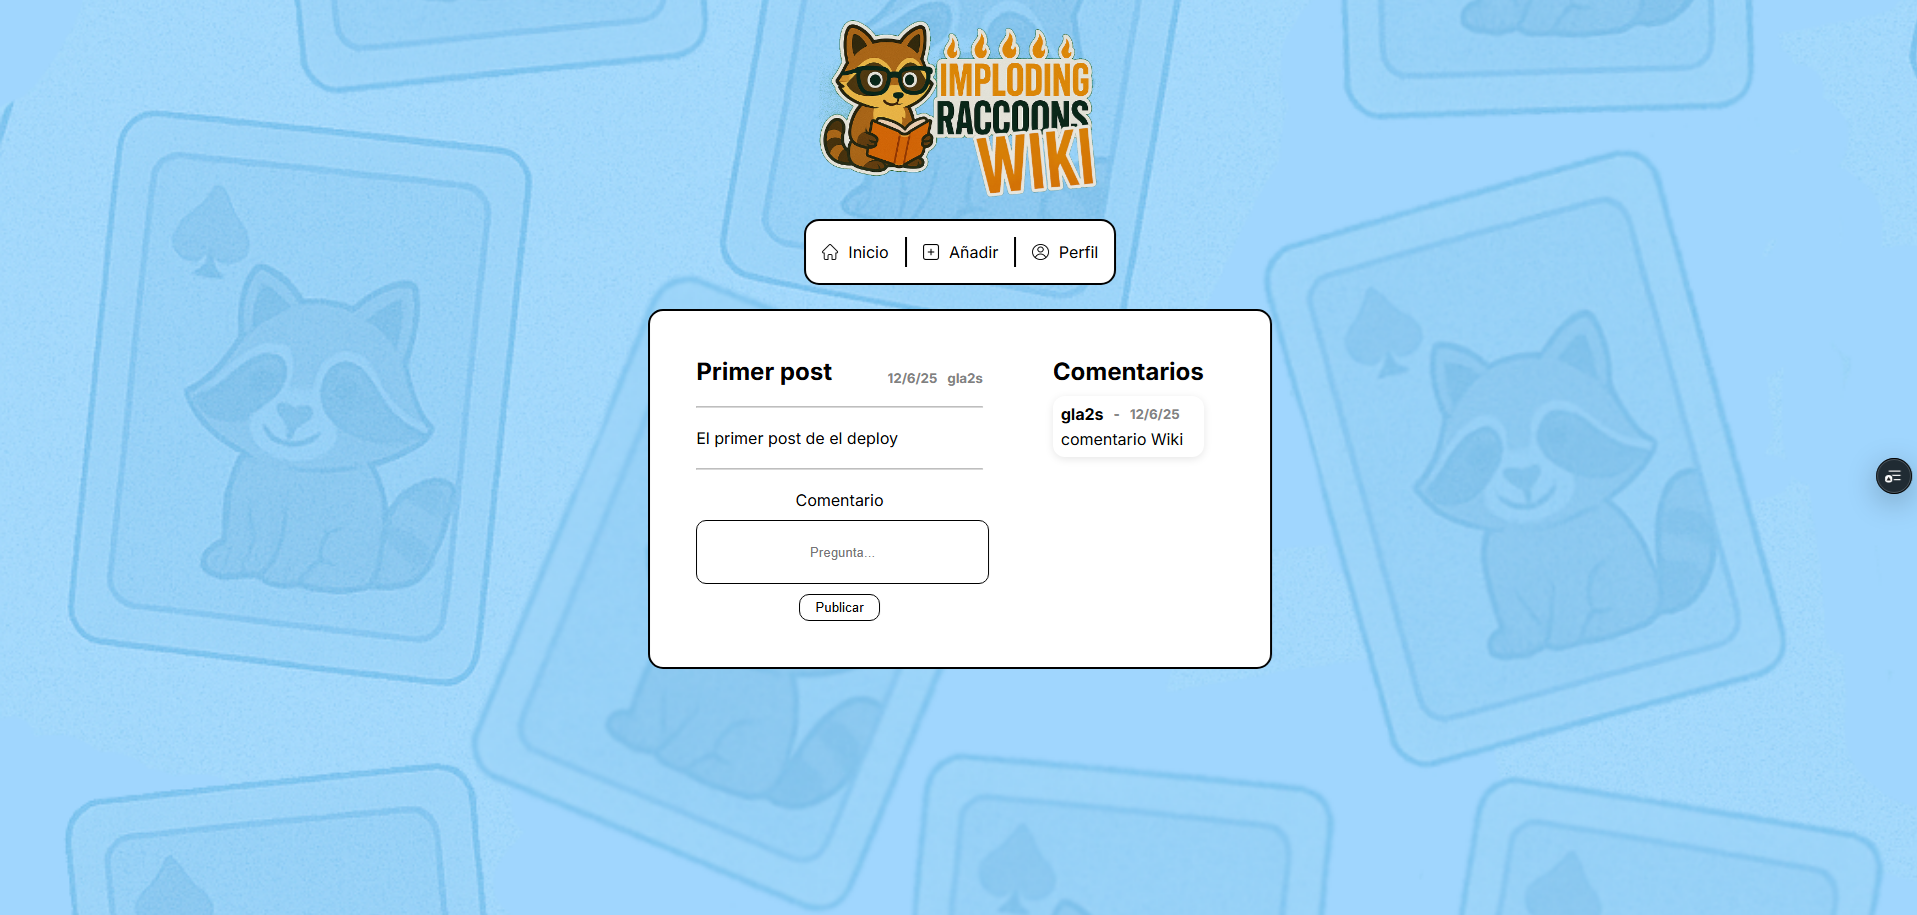 IMPLODING
RACCOONS
WIKI
Inicio
Añadir
Perfil
Primer post
12/6/25 gla2s
El primer post de el deploy
Comentario
Pregunta...
Publicar
Comentarios
gla2s - 12/6/25
comentario Wiki